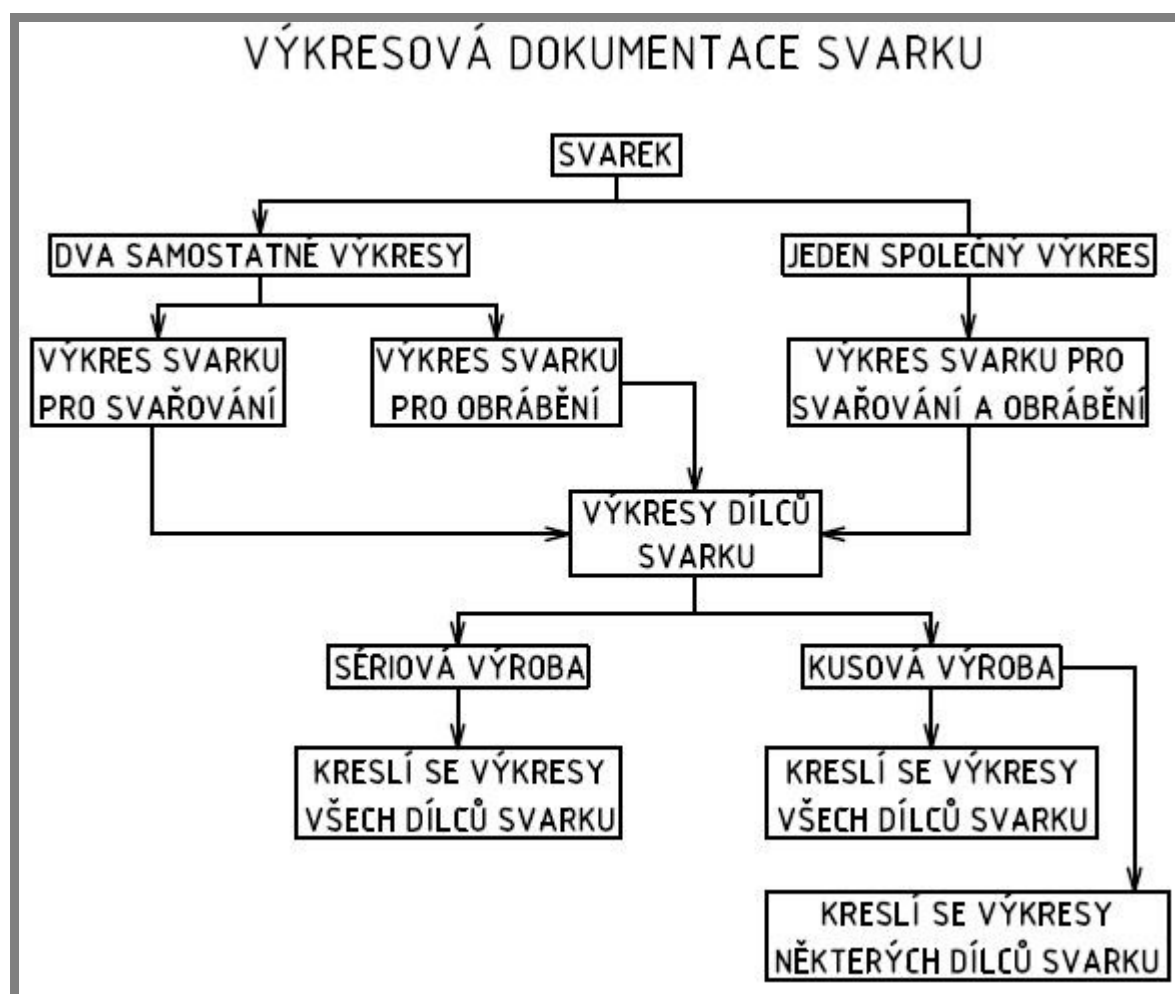 VÝKRESOVÁ DOKUMENTACE SVARKU
SVAREK
DVA SAMOSTATNÉ VÝKRESY
JEDEN SPOLEČNÝ VÝKRES
VÝKRES SVARKU
PRO SVAŘOVÁNÍ
VÝKRES SVARKU
PRO OBRÁBĚNÍ
VÝKRES SVARKU PRO
SVAŘOVÁNÍ A OBRÁBĚNÍ
VÝKRESY DÍLCŮ
SVARKU
SÉRIOVÁ VÝROBA
KUSOVÁ VÝROBA
KRESLÍ SE VÝKRESY
VŠECH DÍLCŮ SVARKU
KRESLÍ SE VÝKRESY
VŠECH DÍLCŮ SVARKU
KRESLÍ SE VÝKRESY
NĚKTERÝCH DÍLCŮ SVARKU